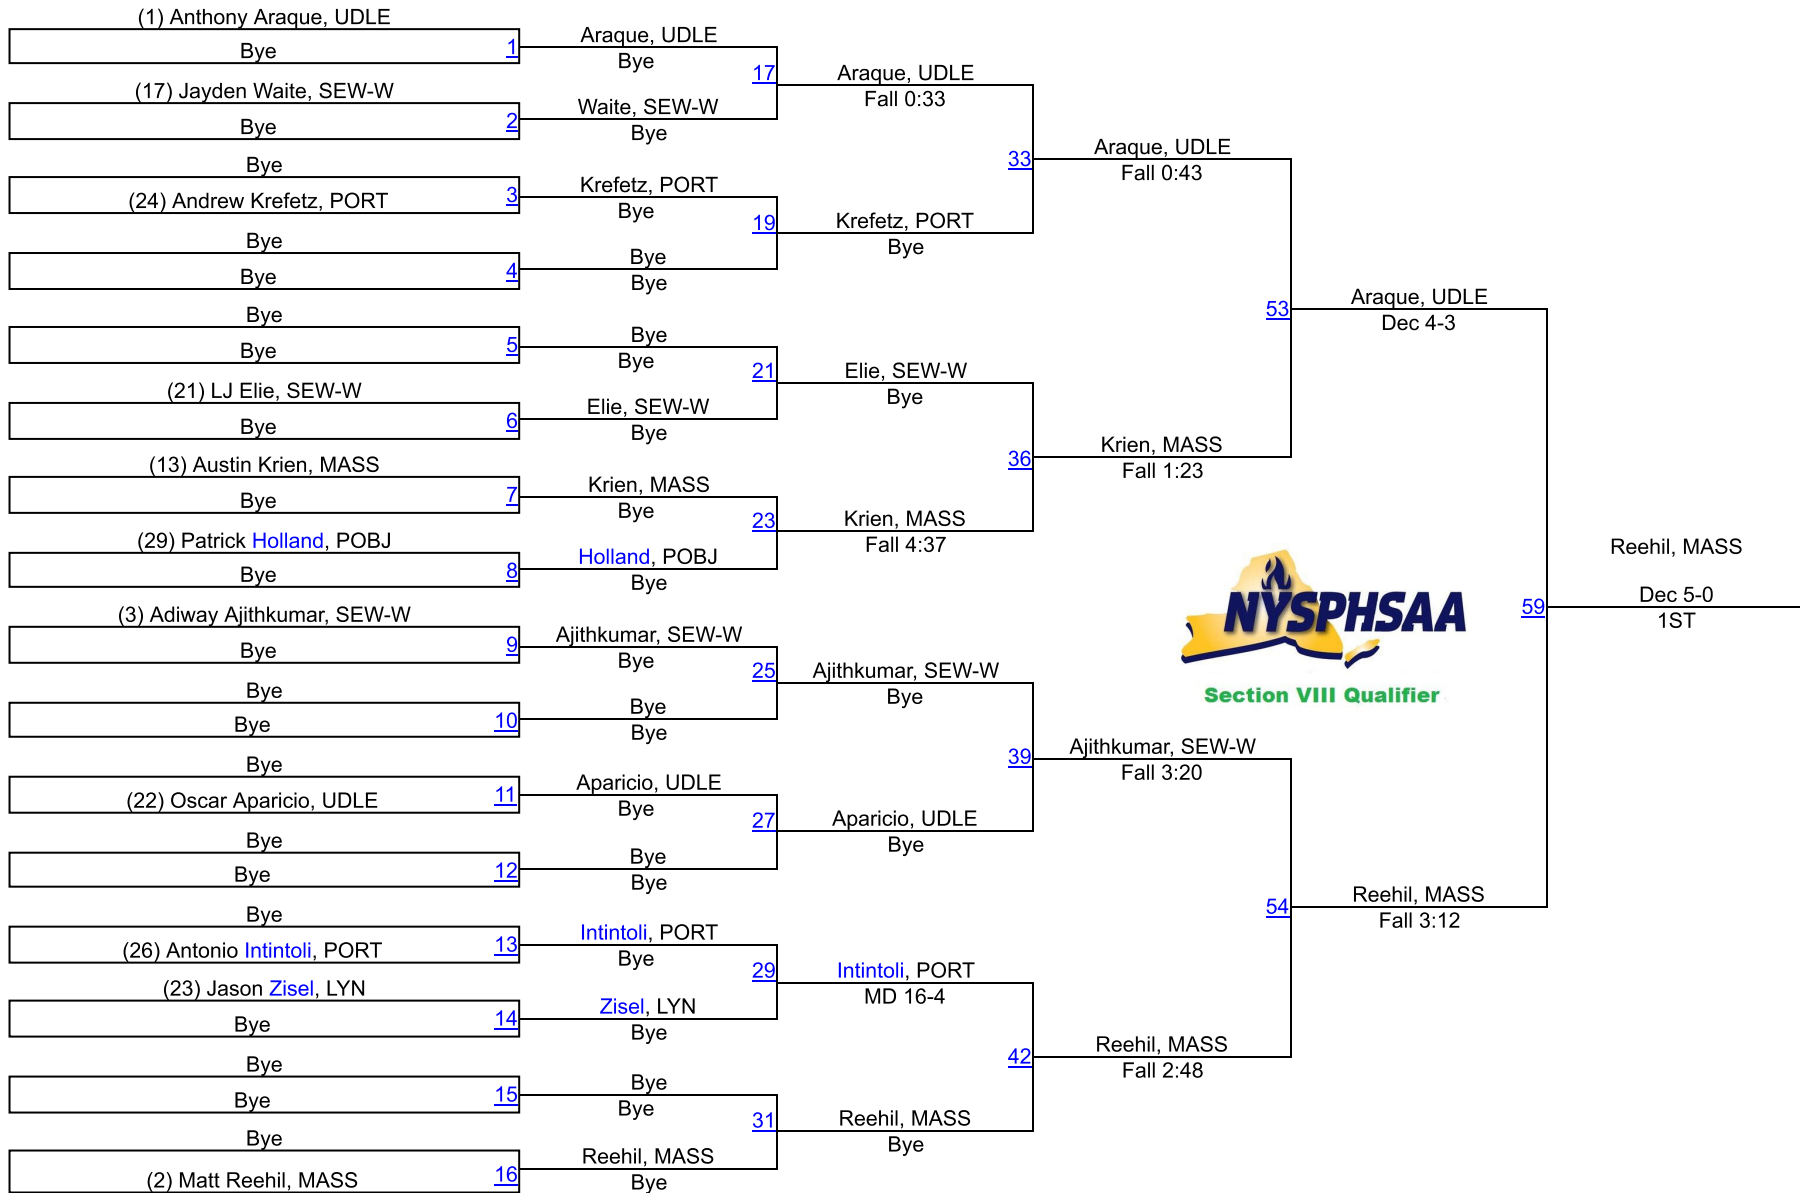 (1) Anthony Araque, UDLE
Bye
1
(17) Jayden Waite, SEW-W
Bye
2
Bye
(24) Andrew Krefetz, PORT
3
Bye
Bye
4
Bye
Bye
5
(21) LJ Elie, SEW-W
Bye
6
(13) Austin Krien, MASS
Bye
7
(29) Patrick Holland, POBJ
Bye
8
(3) Adiway Ajithkumar, SEW-W
Bye
9
Bye
Bye
10
Bye
(22) Oscar Aparicio, UDLE
11
Bye
Bye
12
Bye
(26) Antonio Intintoli, PORT
13
(23) Jason Zisel, LYN
Bye
14
Bye
Bye
15
Bye
(2) Matt Reehil, MASS
16
Araque, UDLE
Bye
17
Waite, SEW-W
Bye
Krefetz, PORT
Bye
19
Bye
Bye
Bye
Bye
21
Elie, SEW-W
Bye
Krien, MASS
Bye
23
Holland, POBJ
Bye
Ajithkumar, SEW-W
Bye
25
Bye
Bye
Aparicio, UDLE
Bye
27
Bye
Bye
Intintoli, PORT
Bye
29
Zisel, LYN
Bye
Bye
Bye
31
Reehil, MASS
Bye
Araque, UDLE
Fall 0:33
33
Krefetz, PORT
Bye
Elie, SEW-W
Bye
36
Krien, MASS
Fall 4:37
Ajithkumar, SEW-W
Bye
39
Aparicio, UDLE
Bye
Intintoli, PORT
MD 16-4
42
Reehil, MASS
Bye
Araque, UDLE
Fall 0:43
53
Krien, MASS
Fall 1:23
Ajithkumar, SEW-W
Fall 3:20
54
Reehil, MASS
Fall 2:48
Araque, UDLE
Dec 4-3
59
Reehil, MASS
Fall 3:12
NYSPHSAA
Section VIII Qualifier
Reehil, MASS
Dec 5-0
1ST